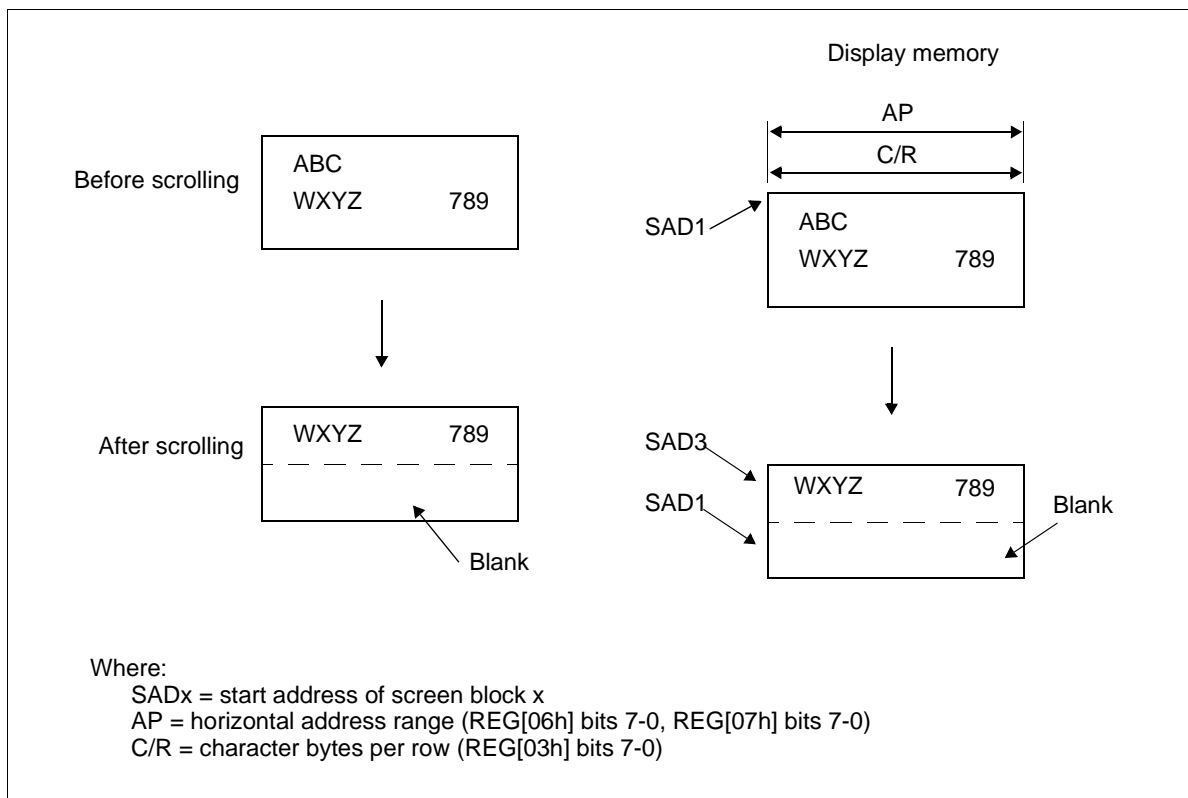 Display memory
AP
C/R
Before scrolling
ABC
WXYZ 789
SAD1
ABC
WXYZ 789
After scrolling
WXYZ 789
Blank
SAD3
SAD1
WXYZ 789
Blank
Where:
SADx = start address of screen block x
AP = horizontal address range (REG[06h] bits 7-0, REG[07h] bits 7-0)
C/R = character bytes per row (REG[03h] bits 7-0)